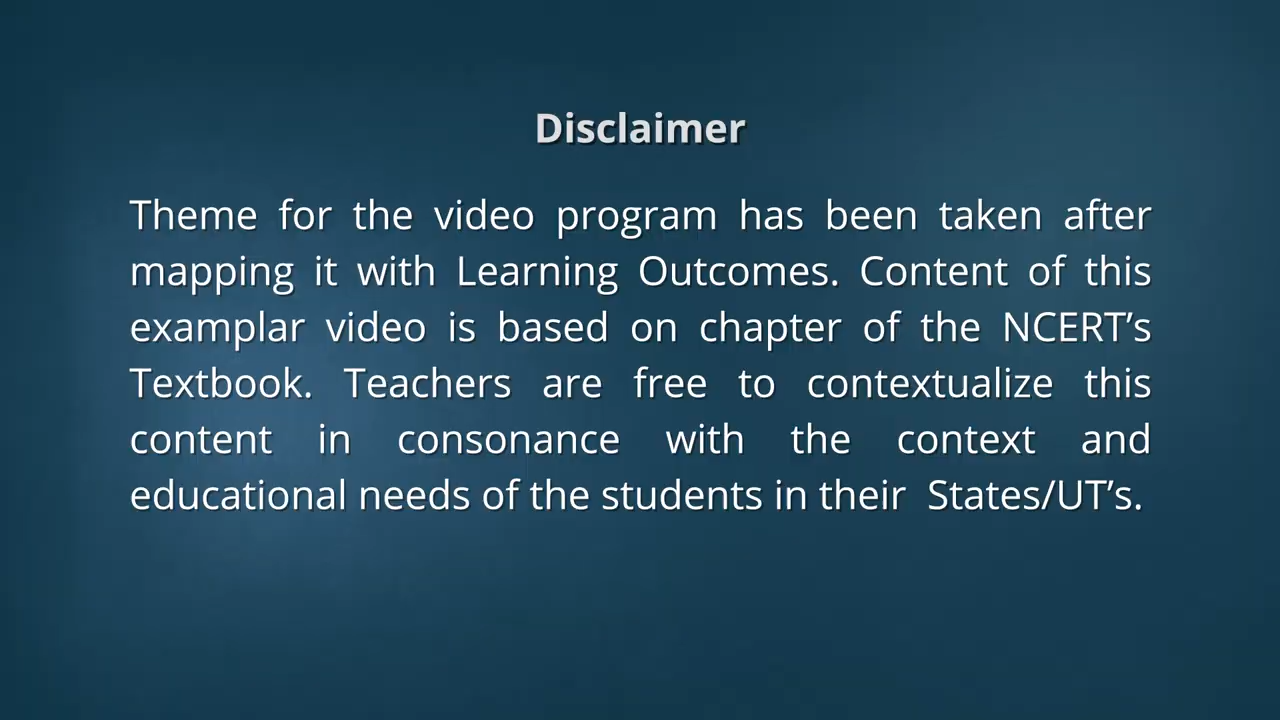 Disclaimer
Theme for the video program has been taken after
mapping it with Learning Outcomes. Content of this
examplar video is based on chapter of the NCERT’s
Textbook. Teachers are free to contextualize this
content in consonance with the context and
educational needs of the students in their  States/UT’s.